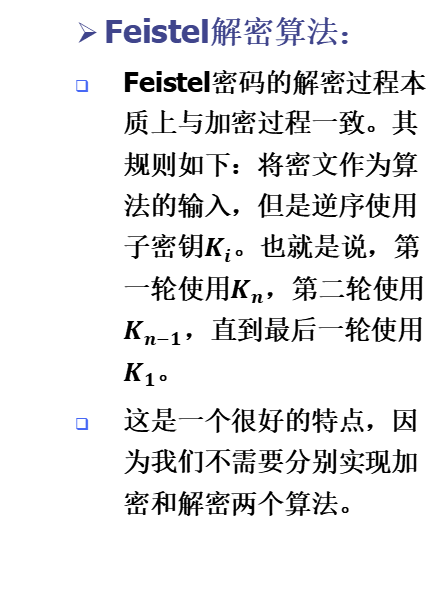 ➢ Feistel解密算法：
❑ Feistel密码的解密过程本
质上与加密过程一致。其
规则如下：将密文作为算
法的输入，但是逆序使用
子密钥Kᵢ。也就是说，第
一轮使用Kₙ，第二轮使用
Kₙ₋₁，直到最后一轮使用
K₁。
❑ 这是一个很好的特点，因
为我们不需要分别实现加
密和解密两个算法。